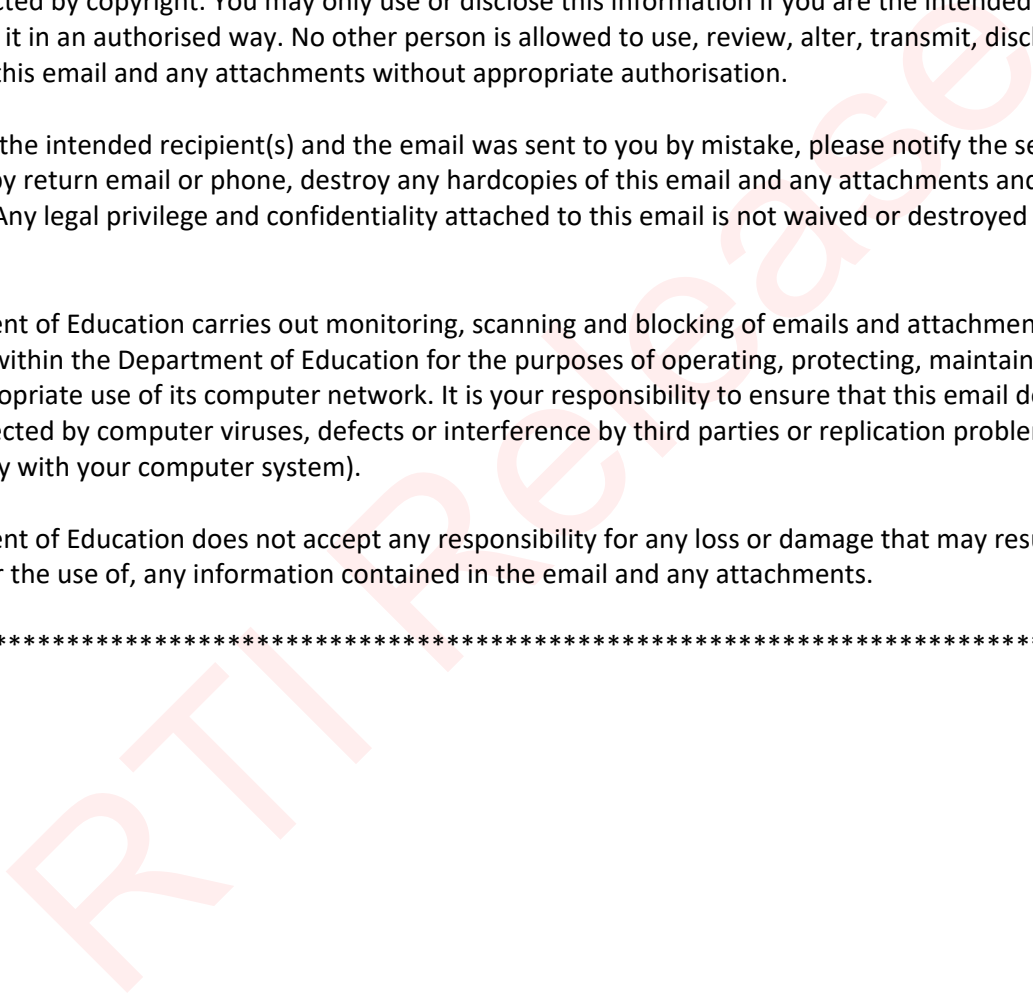 cted by copyright. You may only use or disclose this information if you are the intended
it in an authorised way. No other person is allowed to use, review, alter, transmit, discl
this email and any attachments without appropriate authorisation.
the intended recipient(s) and the email was sent to you by mistake, please notify the se
by return email or phone, destroy any hardcopies of this email and any attachments and
Any legal privilege and confidentiality attached to this email is not waived or destroyed
ent of Education carries out monitoring, scanning and blocking of emails and attachmen
within the Department of Education for the purposes of operating, protecting, maintain
opriate use of its computer network. It is your responsibility to ensure that this email d
ected by computer viruses, defects or interference by third parties or replication proble
y with your computer system).
ent of Education does not accept any responsibility for any loss or damage that may resu
r the use of, any information contained in the email and any attachments.
************************************************************************
RTI Release